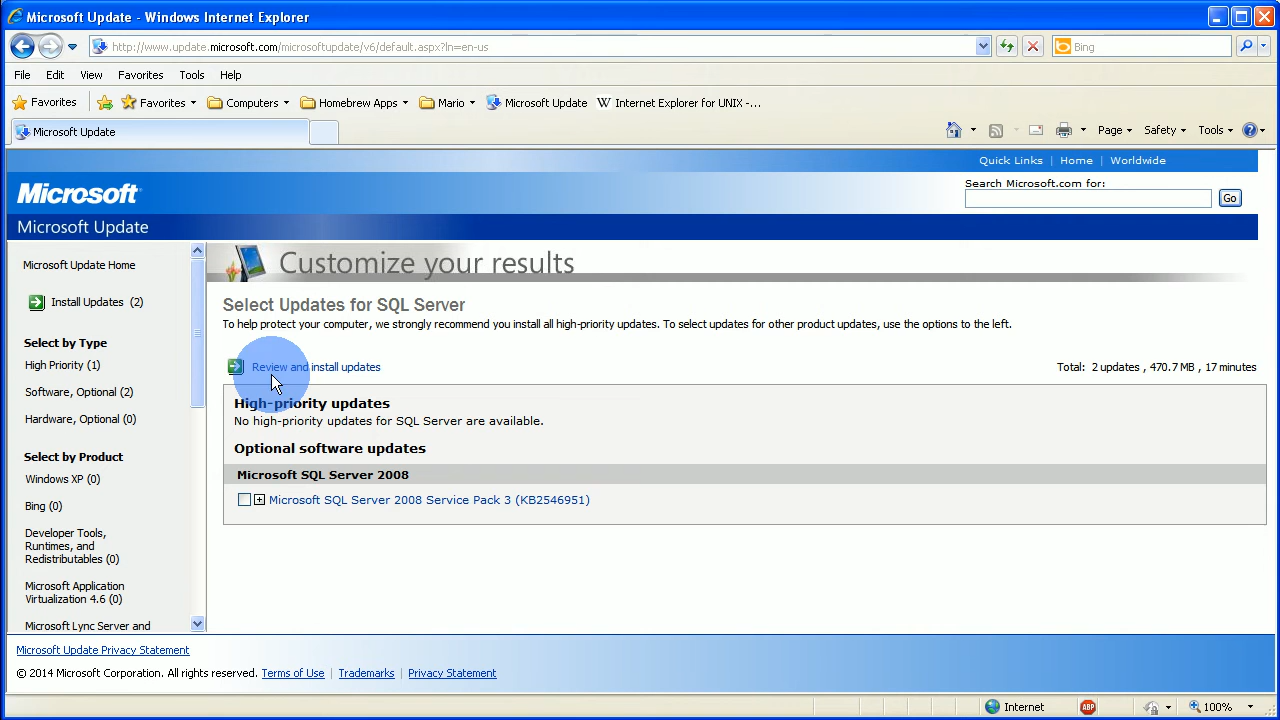 Microsoft Update - Windows Internet Explorer
http://www.update.microsoft.com/microsoftupdate/v6/default.aspx?ln=en-us
Bing
File Edit View Favorites Tools Help
Favorites Favorites Computers Homebrew Apps Mario Microsoft Update W Internet Explorer for UNIX -...
Microsoft Update
Page Safety Tools
Quick Links | Home | Worldwide
Microsoft
Search Microsoft.com for:
Go
Microsoft Update
Microsoft Update Home
Install Updates (2)
Select by Type
High Priority (1)
Software, Optional (2)
Hardware, Optional (0)
Select by Product
Windows XP (0)
Bing (0)
Developer Tools,
Runtimes, and
Redistributables (0)
Microsoft Application
Virtualization 4.6 (0)
Microsoft Lync Server and
Customize your results
Select Updates for SQL Server
To help protect your computer, we strongly recommend you install all high-priority updates. To select updates for other product updates, use the options to the left.
Review and install updates
Total: 2 updates , 470.7 MB , 17 minutes
High-priority updates
No high-priority updates for SQL Server are available.
Optional software updates
Microsoft SQL Server 2008
Microsoft SQL Server 2008 Service Pack 3 (KB2546951)
Microsoft Update Privacy Statement
© 2014 Microsoft Corporation. All rights reserved. Terms of Use | Trademarks | Privacy Statement
Internet ABP 100%